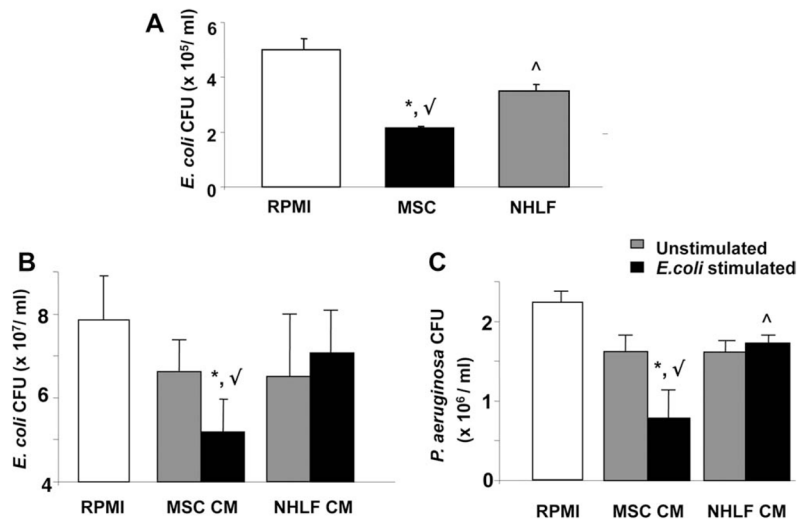 A
E. coli CFU (x 10⁵/ ml)
6
4
2
0
^
*, √
RPMI MSC NHLF
Unstimulated
E.coli stimulated
B
E. coli CFU (x 10⁷/ ml)
8
6
4
*, √
RPMI MSC CM NHLF CM
C
P. aeruginosa CFU
(x 10⁶/ ml)
2
1
0
^
*, √
RPMI MSC CM NHLF CM